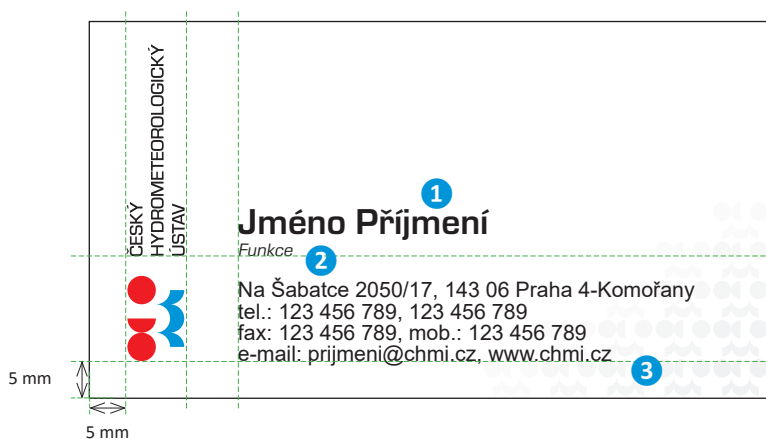 ČESKÝ
HYDROMETEOROLOGICKÝ
ÚSTAV
1
Jméno Příjmení
Funkce
2
Na Šabatce 2050/17, 143 06 Praha 4-Komořany
tel.: 123 456 789, 123 456 789
fax: 123 456 789, mob.: 123 456 789
e-mail: prijmeni@chmi.cz, www.chmi.cz
3
5 mm
5 mm